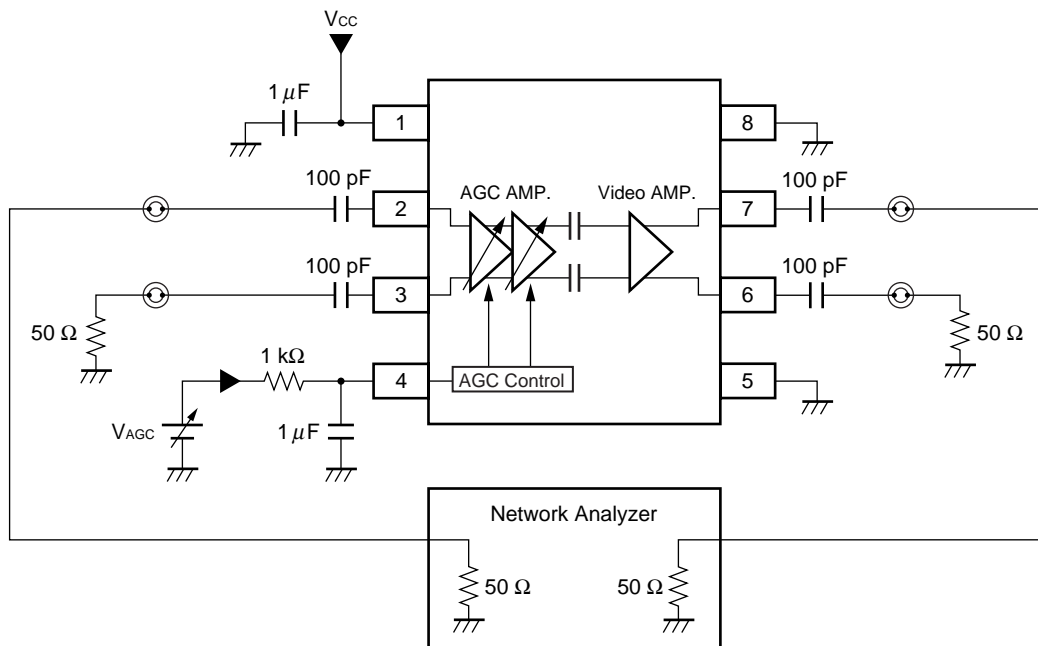 VCC
1 μF
1
8
100 pF
AGC AMP.
Video AMP.
100 pF
2
7
100 pF
100 pF
3
6
50 Ω
50 Ω
1 kΩ
4
AGC Control
5
VAGC
1 μF
Network Analyzer
50 Ω
50 Ω